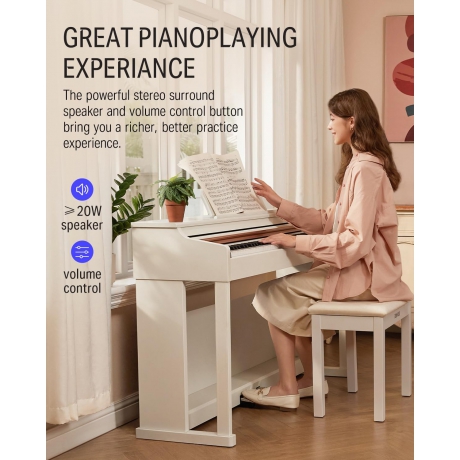 GREAT PIANOPLAYING
EXPERIANCE
The powerful stereo surround
speaker and volume control button
bring you a richer, better practice
experience.
≥20W
speaker
volume
control